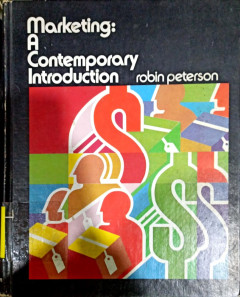 Marketing:
A
Contemporary
Introduction robin peterson